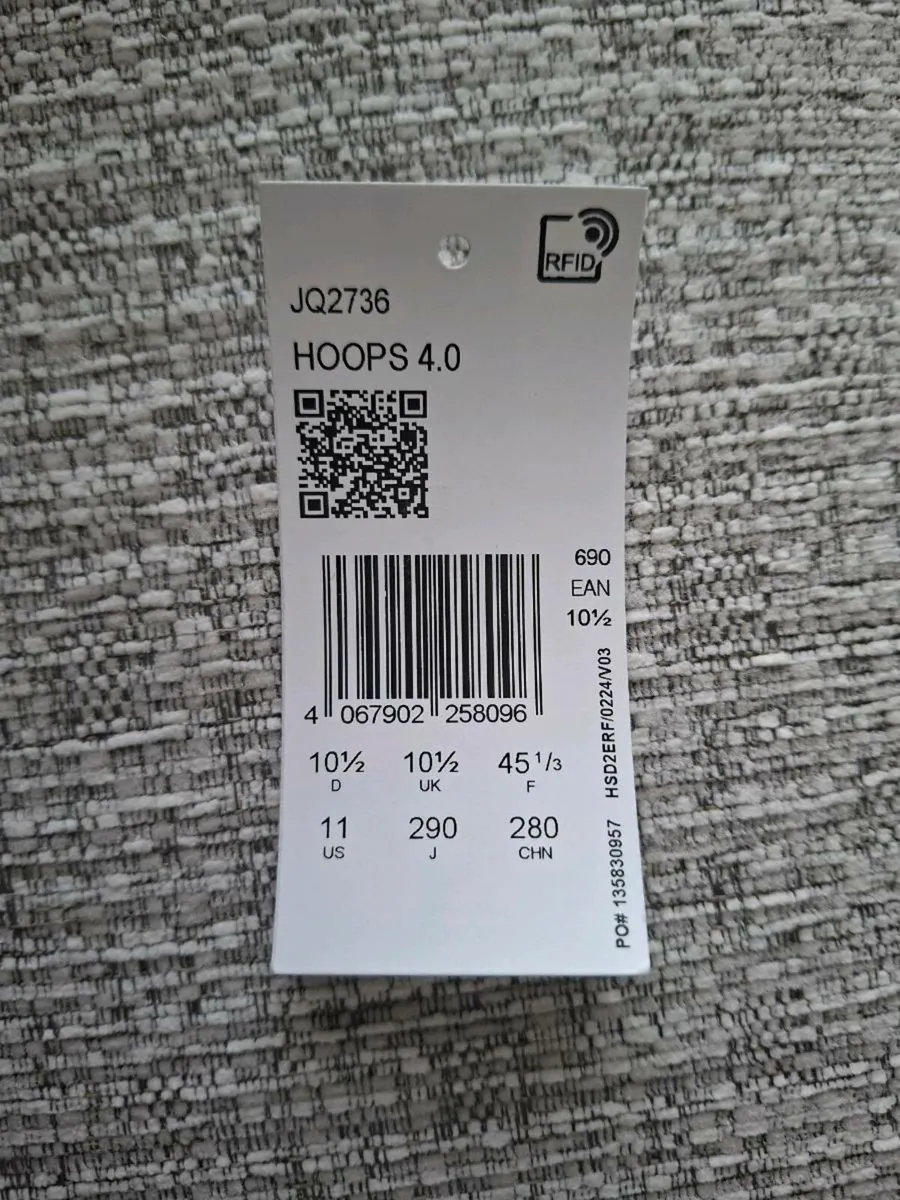 RFID
JQ2736
HOOPS 4.0
690
EAN
10½
4 067902 258096
10½ 10½ 45 1/3
D UK F
11 290 280
US J CHN
HSD2ERF/0224/V03
PO# 135830957